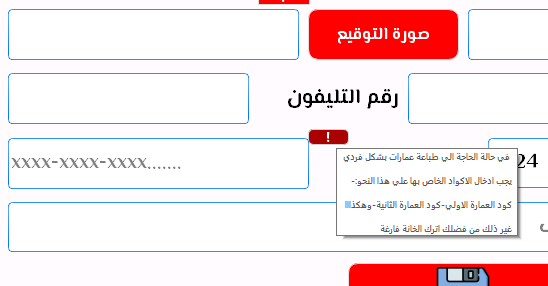 صورة التوقيع
رقم التليفون
!
xxxx-xxxx-xxxx.......
24
في حالة الحاجة الي طباعة عمارات بشكل فردي
يجب ادخال الاكواد الخاص بها علي هذا النحو:-
كود العمارة الاولي-كود العمارة الثانية-وهكذا
غير ذلك من فضلك اترك الخانة فارغة